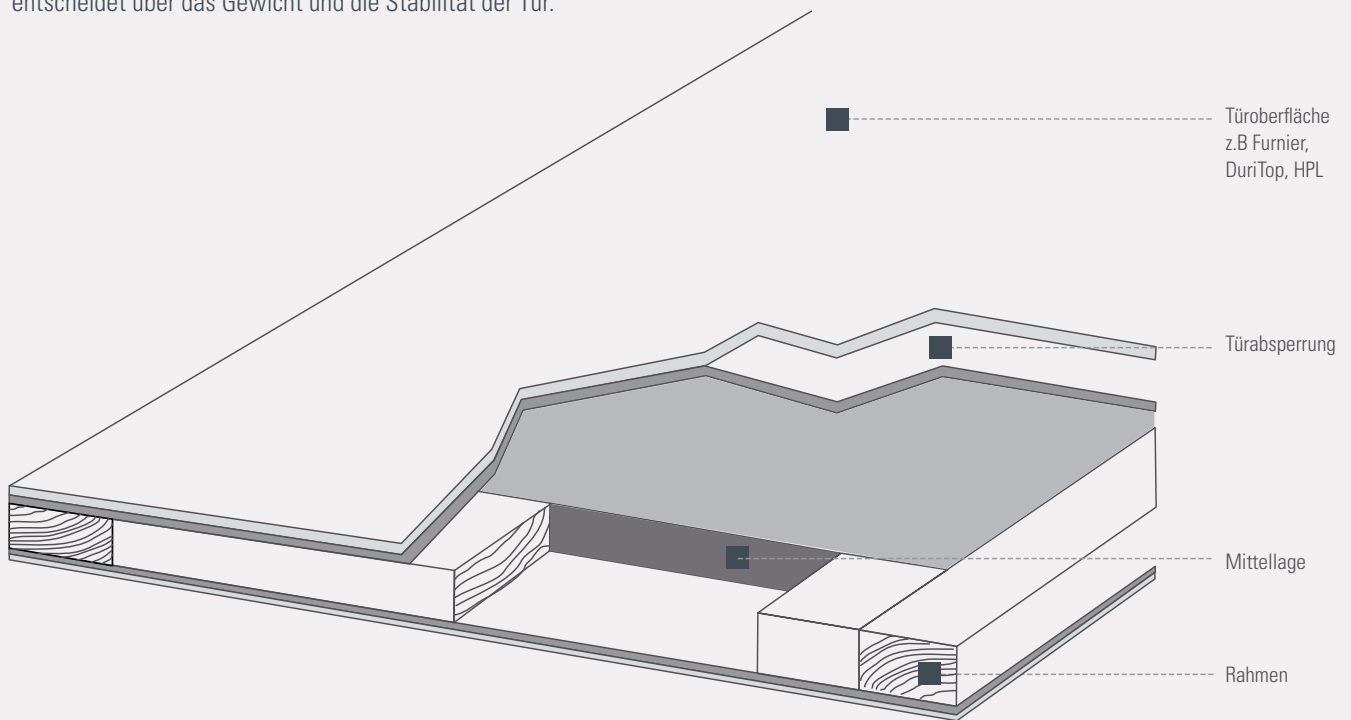 entscheidet über das Gewicht und die Stabilität der Tür.
Türoberfläche
z.B Furnier,
DuriTop, HPL
Türabsperrung
Mittellage
Rahmen